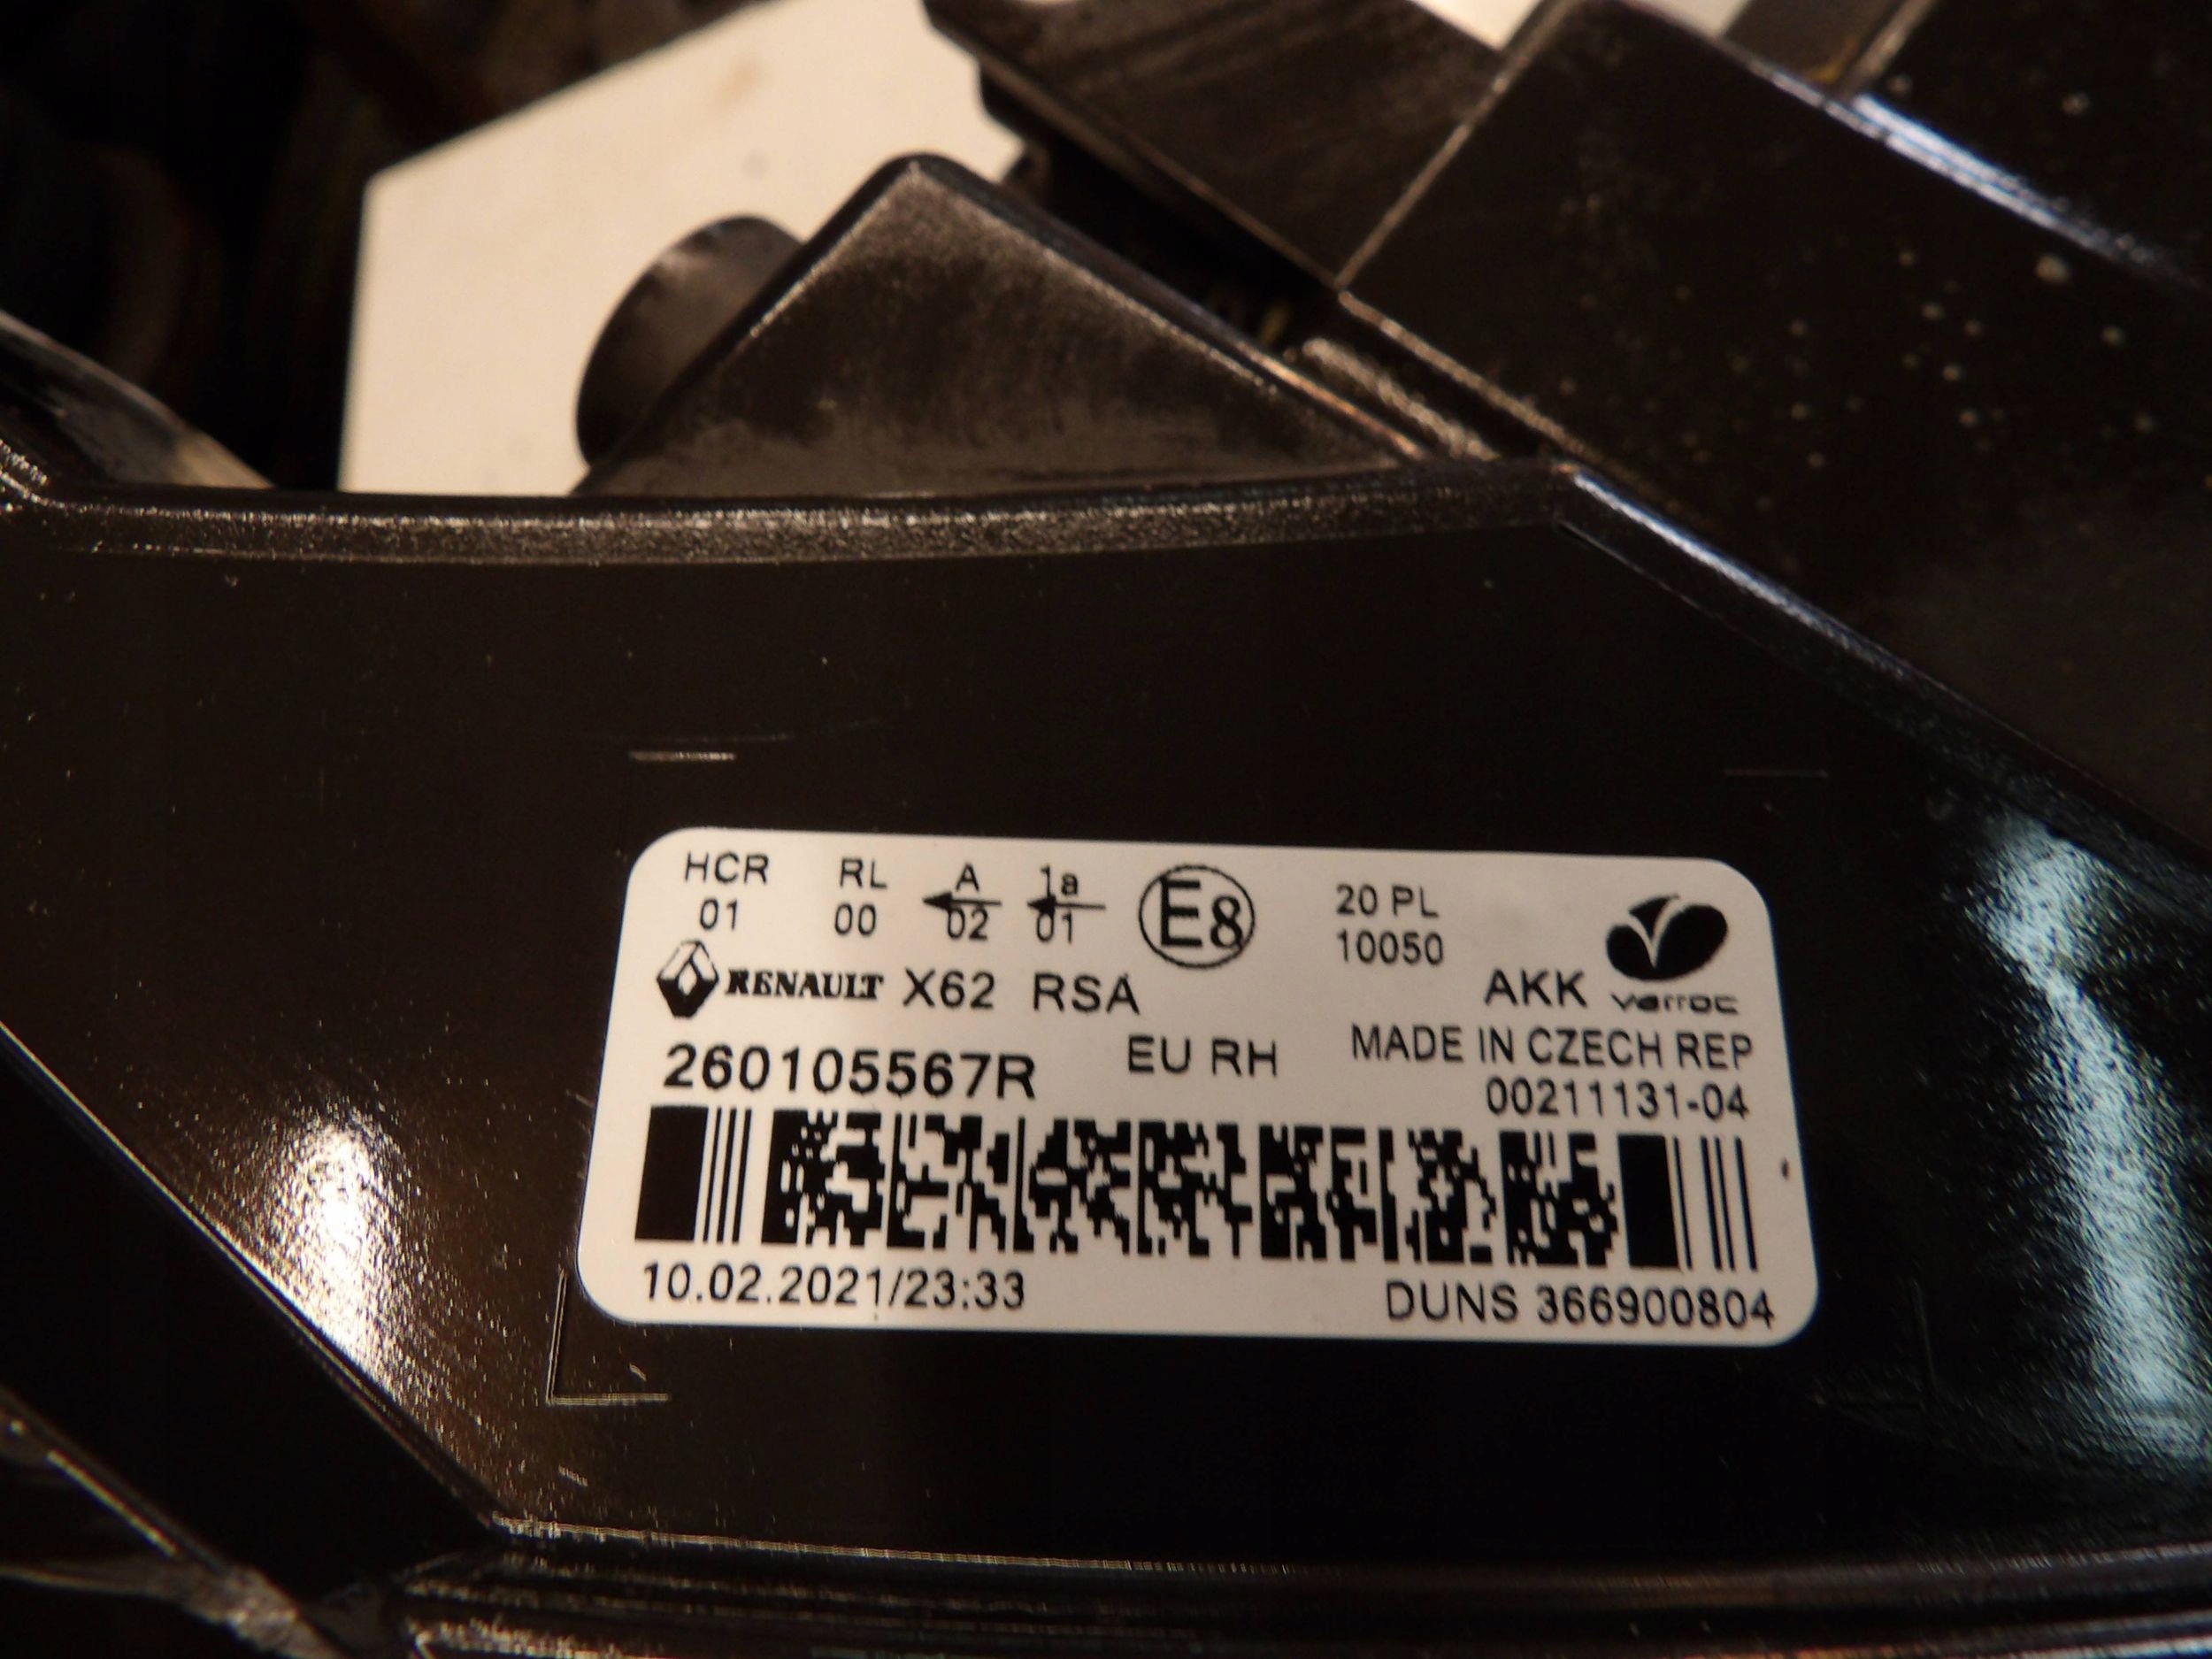 HCR RL A 1a E8 20 PL
01 00 02 01 10050
RENAULT X62 RSA AKK varroc
260105567R EU RH MADE IN CZECH REP
00211131-04
10.02.2021/23:33 DUNS 366900804